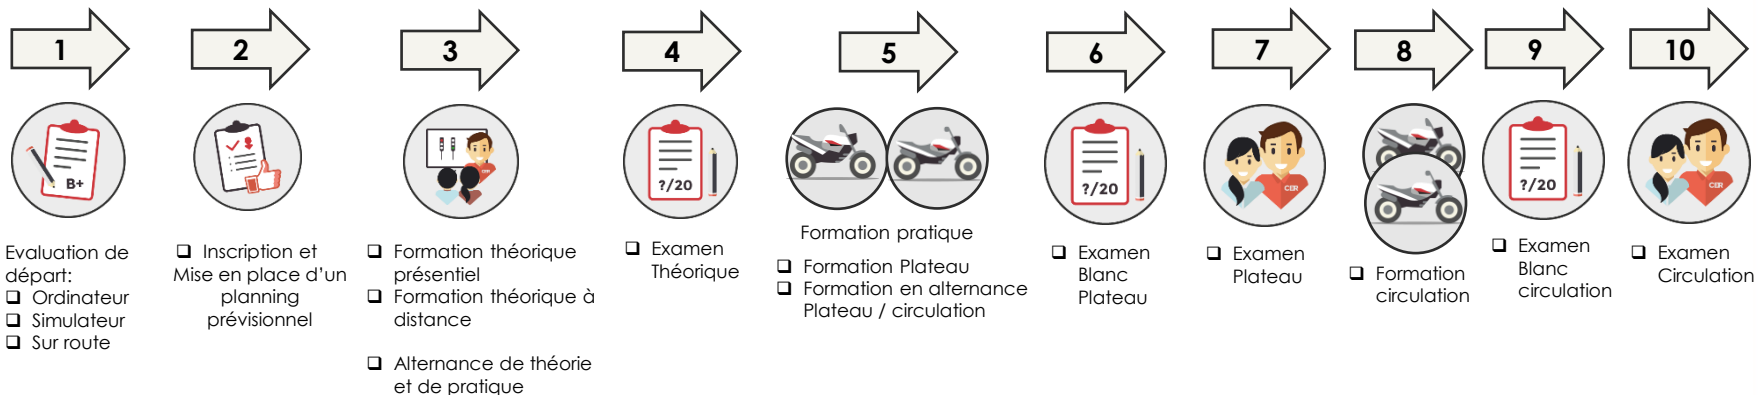 1
2
3
4
5
6
7
8
9
10
B+
?/20
?/20
CER
?/20
CER
Evaluation de
départ:
❑ Ordinateur
❑ Simulateur
❑ Sur route
❑ Inscription et
Mise en place d’un
planning
prévisionnel
❑ Formation théorique
présentiel
❑ Formation théorique à
distance
❑ Alternance de théorie
et de pratique
❑ Examen
Théorique
Formation pratique
❑ Formation Plateau
❑ Formation en alternance
Plateau / circulation
❑ Examen
Blanc
Plateau
❑ Examen
Plateau
❑ Formation
circulation
❑ Examen
Blanc
circulation
❑ Examen
Circulation